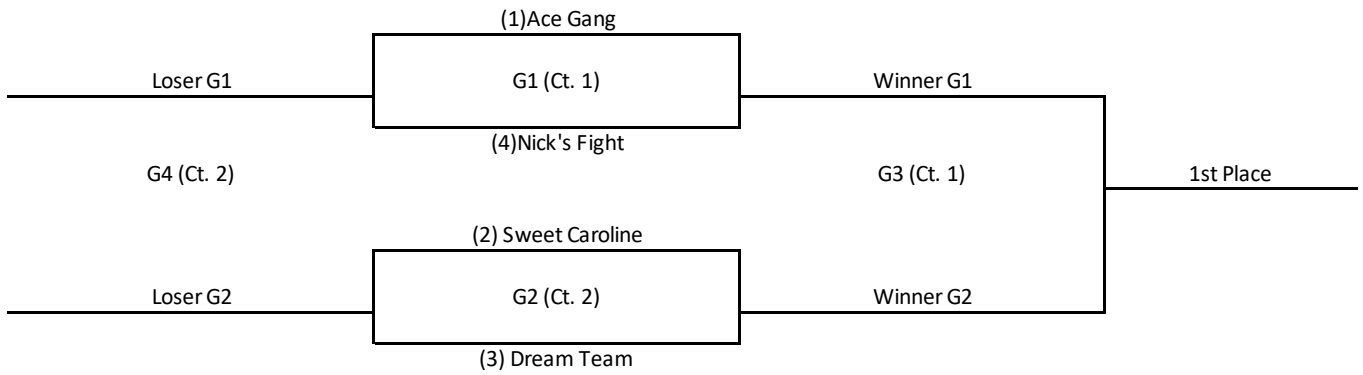 (1)Ace Gang
Loser G1
G1 (Ct. 1)
Winner G1
(4)Nick's Fight
G4 (Ct. 2)
G3 (Ct. 1)
1st Place
(2) Sweet Caroline
Loser G2
G2 (Ct. 2)
Winner G2
(3) Dream Team